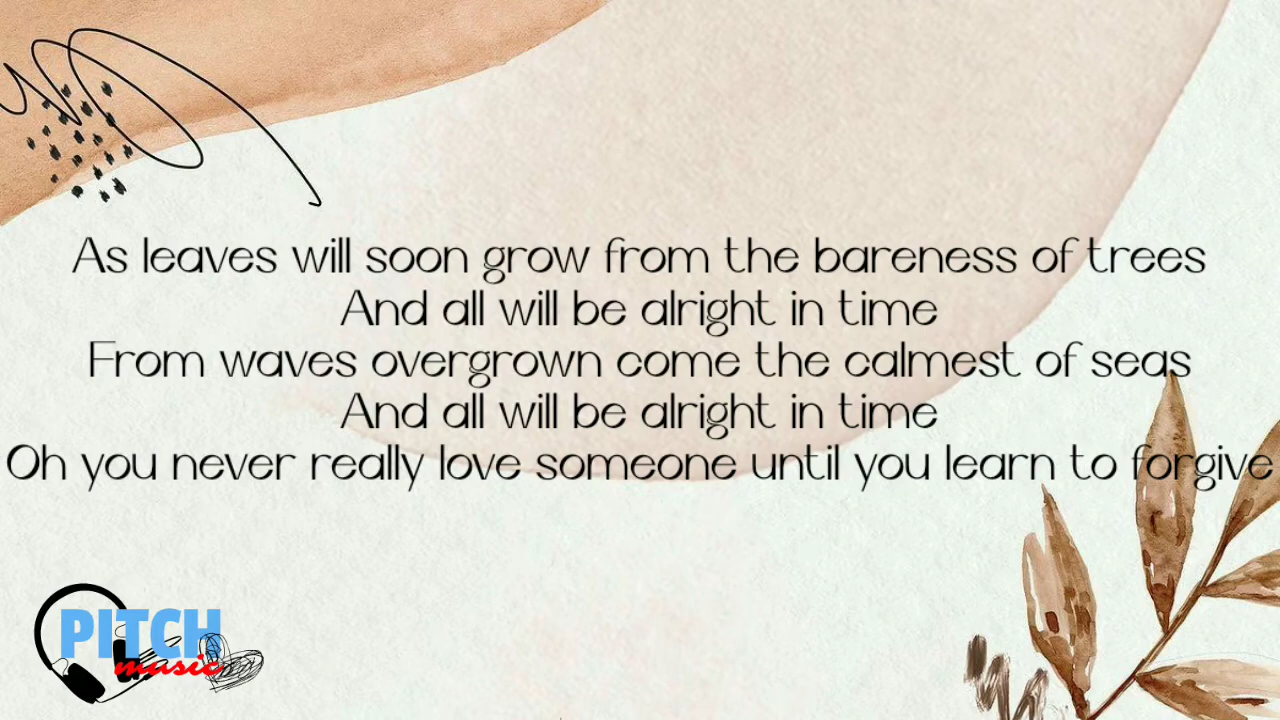 As leaves will soon grow from the bareness of trees
And all will be alright in time
From waves overgrown come the calmest of seas
And all will be alright in time
Oh you never really love someone until you learn to forgive
PITCH
music